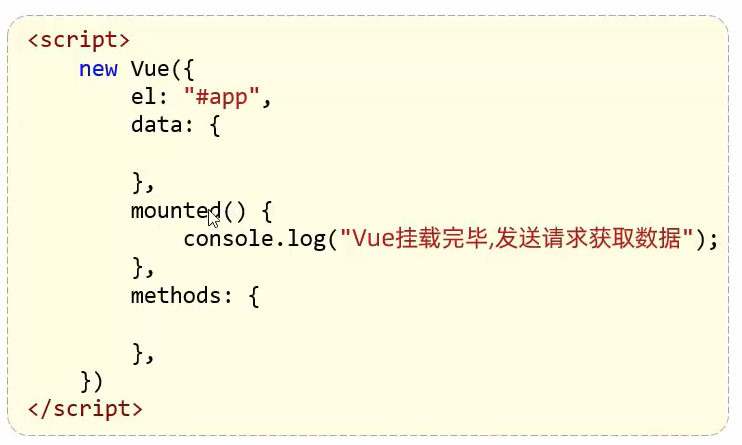 <script>
new Vue({
el: "#app",
data: {
},
mounted() {
console.log("Vue挂载完毕,发送请求获取数据");
},
methods: {
},
})
</script>